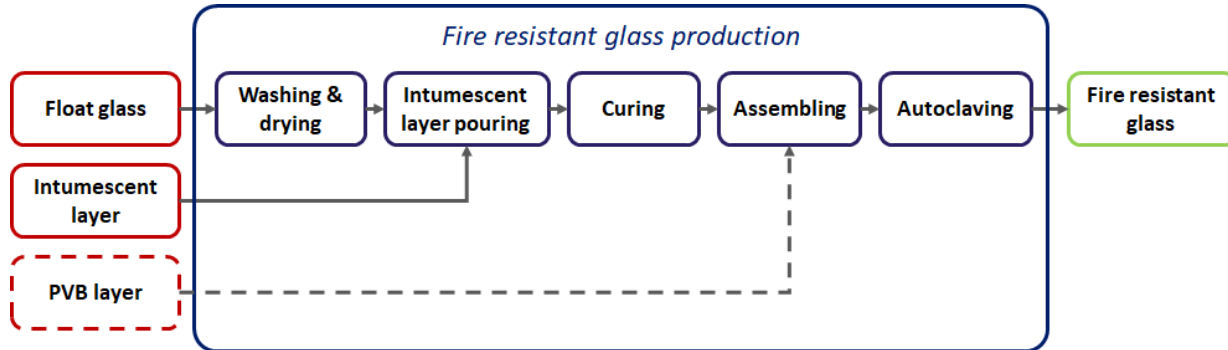 Fire resistant glass production
Float glass
Washing &
drying
Intumescent
layer pouring
Curing
Assembling
Autoclaving
Fire resistant
glass
Intumescent
layer
PVB layer